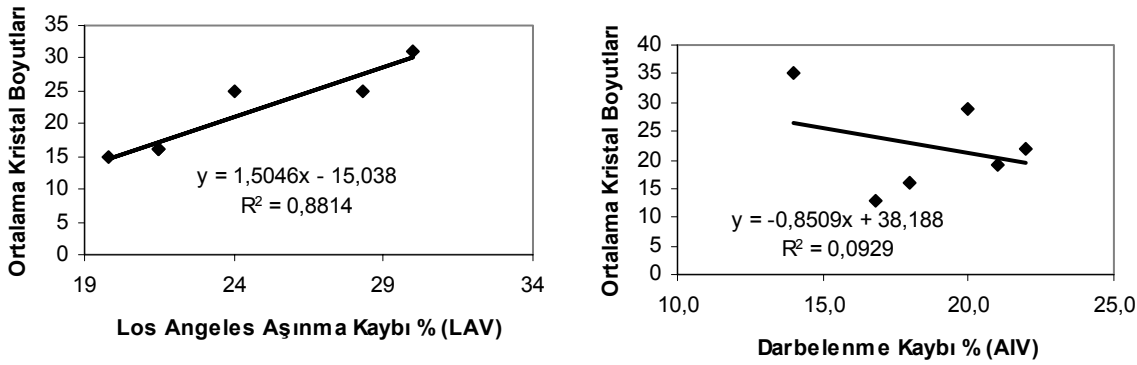 Ortalama Kristal Boyutları
35
30
25
20
15
10
5
0
y = 1,5046x - 15,038
R² = 0,8814
19 24 29 34
Los Angeles Aşınma Kaybı % (LAV)
Ortalama Kristal Boyutları
40
35
30
25
20
15
10
5
0
y = -0,8509x + 38,188
R² = 0,0929
10,0 15,0 20,0 25,0
Darbelenme Kaybı % (AIV)